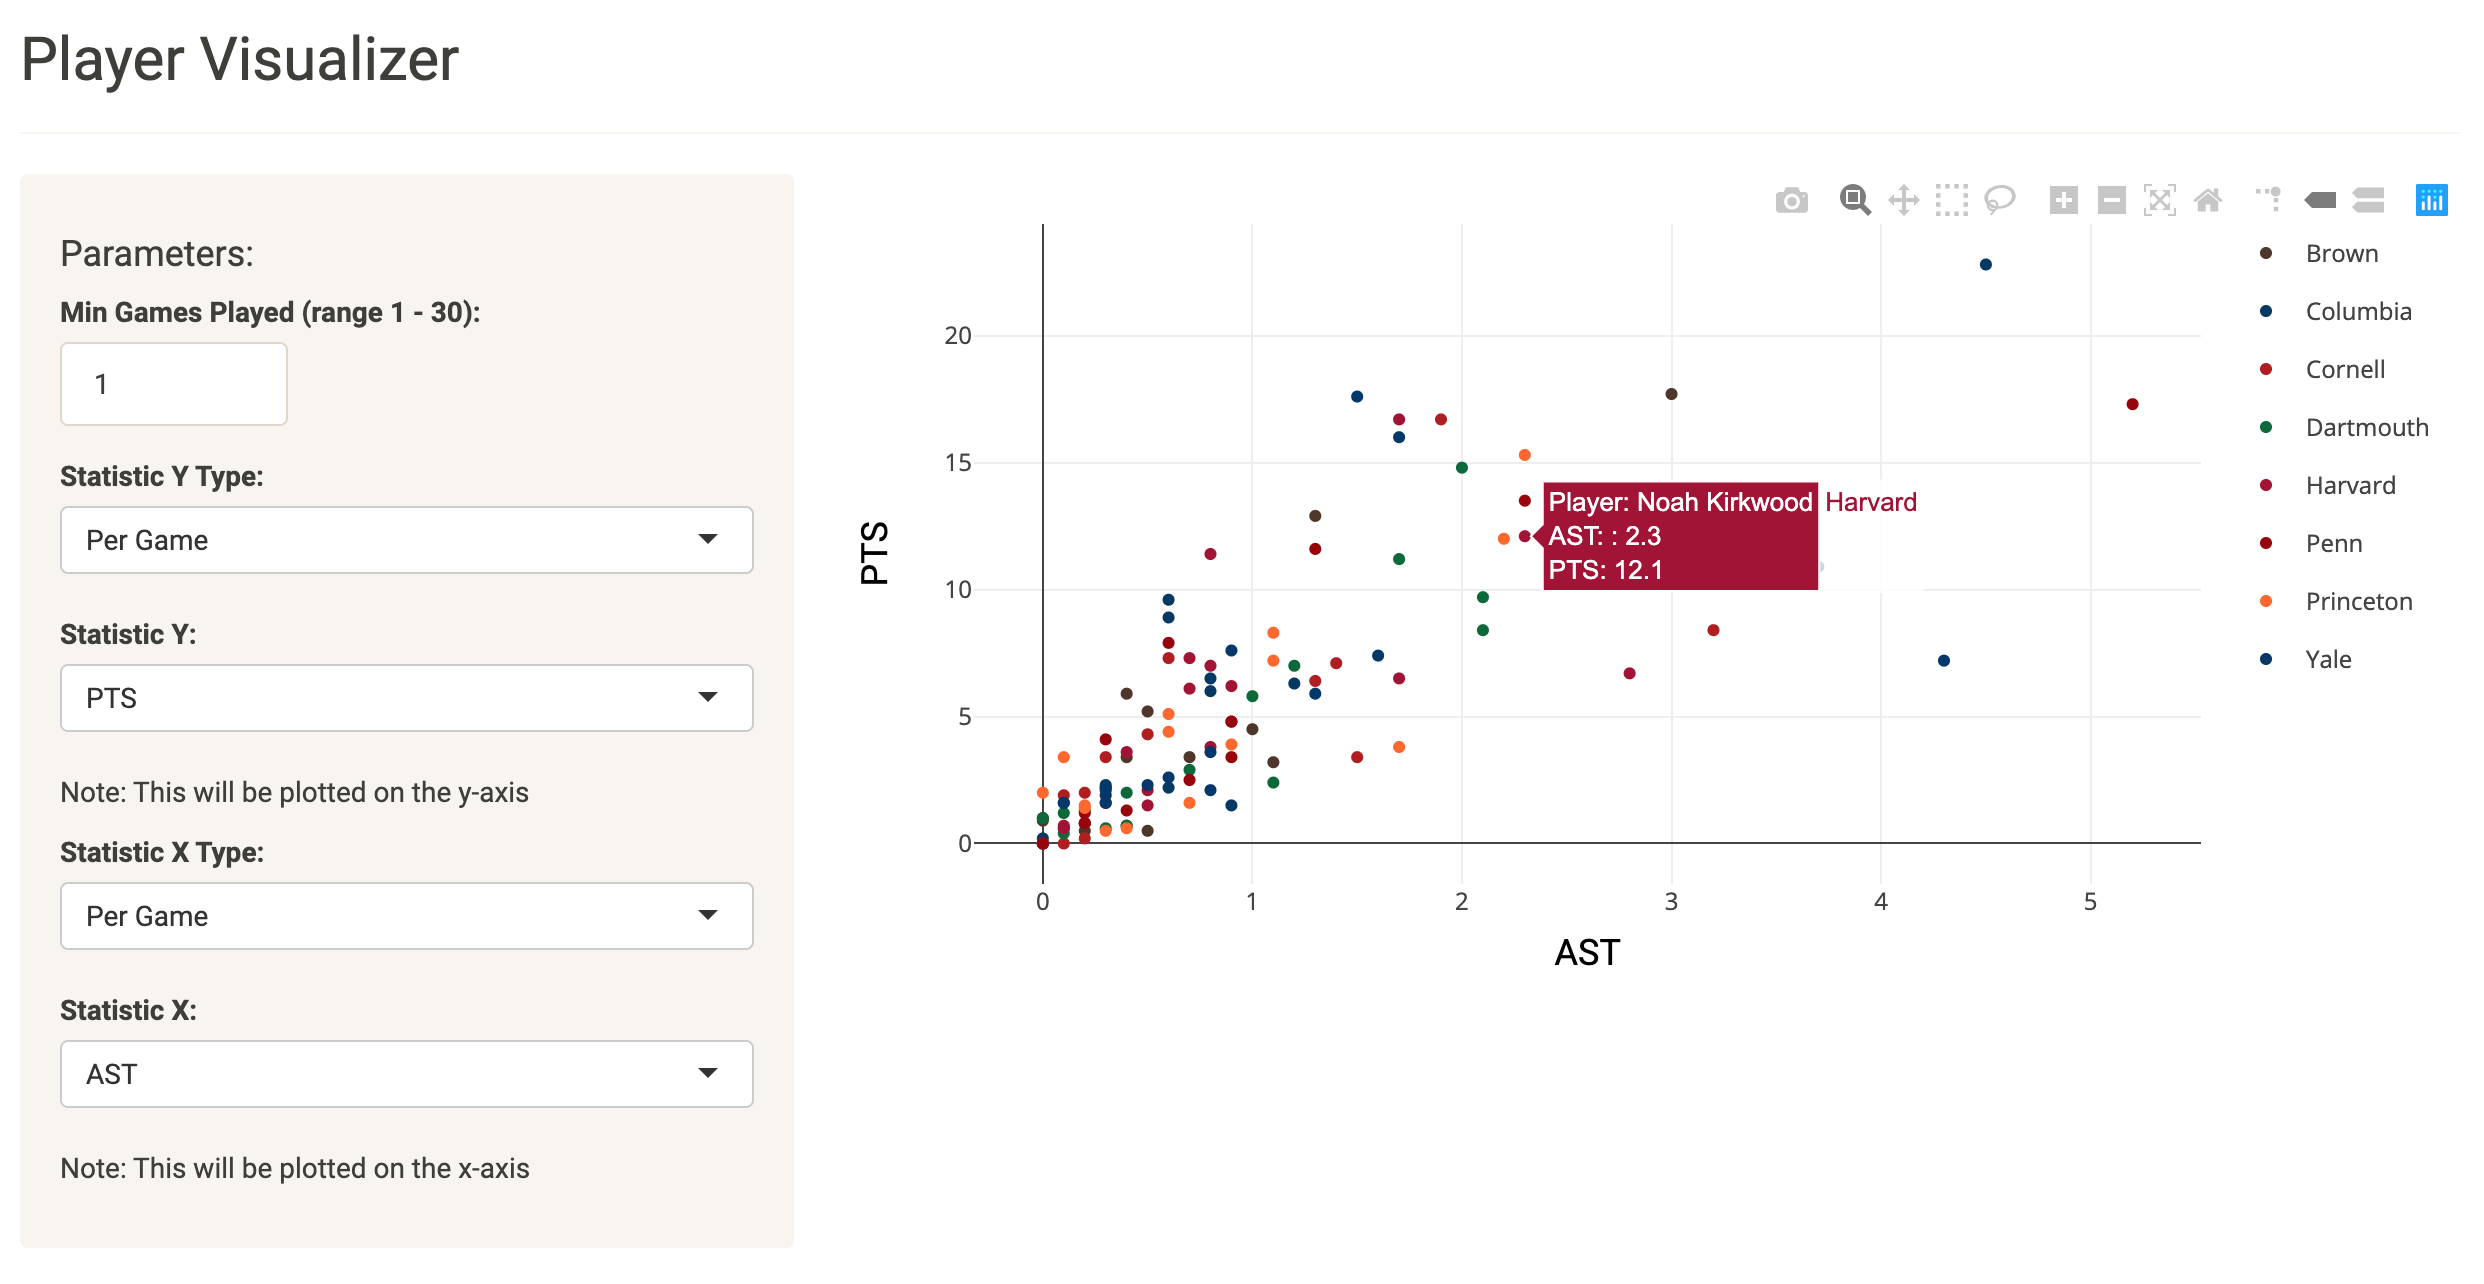 Player Visualizer
Parameters:
Min Games Played (range 1 - 30):
1
Statistic Y Type:
Per Game
Statistic Y:
PTS
Note: This will be plotted on the y-axis
Statistic X Type:
Per Game
Statistic X:
AST
Note: This will be plotted on the x-axis
PTS
20
15
10
5
0
0 1 2 3 4 5
AST
Player: Noah Kirkwood Harvard
AST: : 2.3
PTS: 12.1
Brown
Columbia
Cornell
Dartmouth
Harvard
Penn
Princeton
Yale